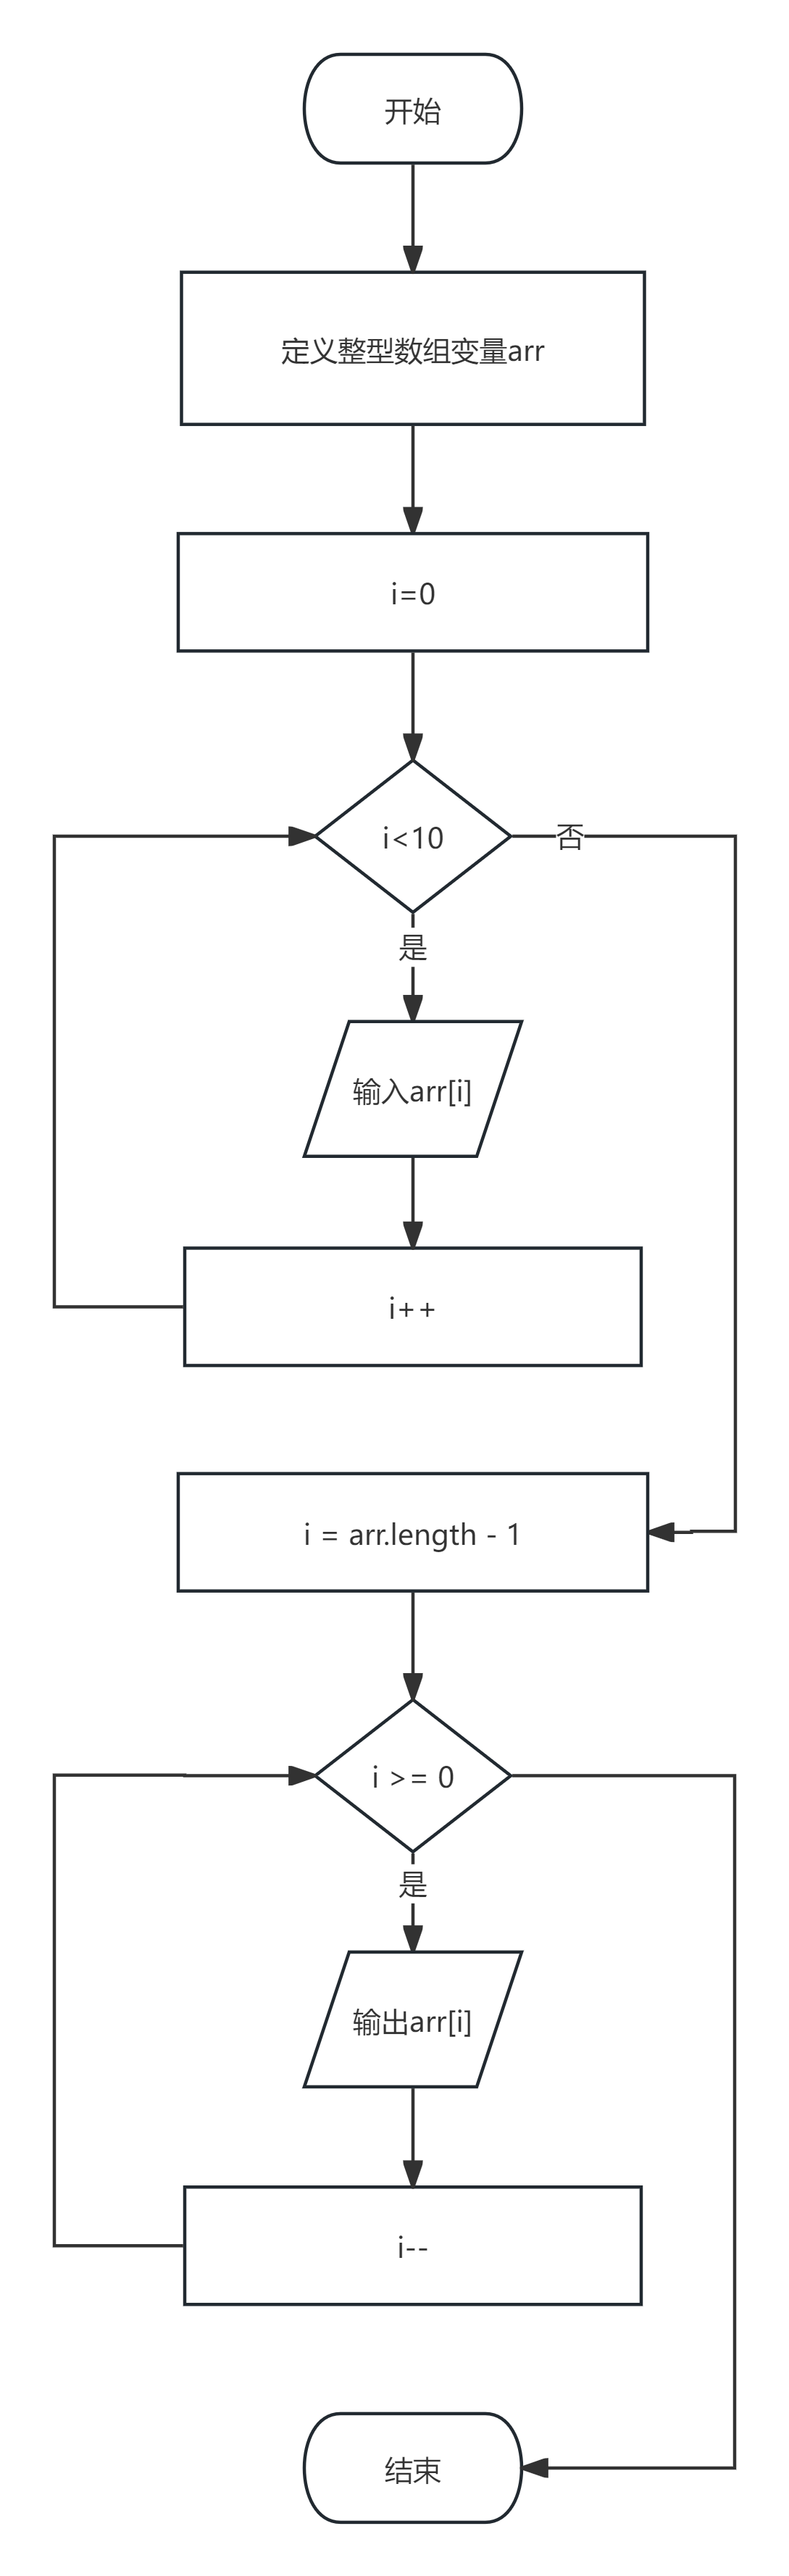 开始
定义整型数组变量arr
i=0
i<10
否
是
输入arr[i]
i++
i = arr.length - 1
i >= 0
是
输出arr[i]
i--
结束